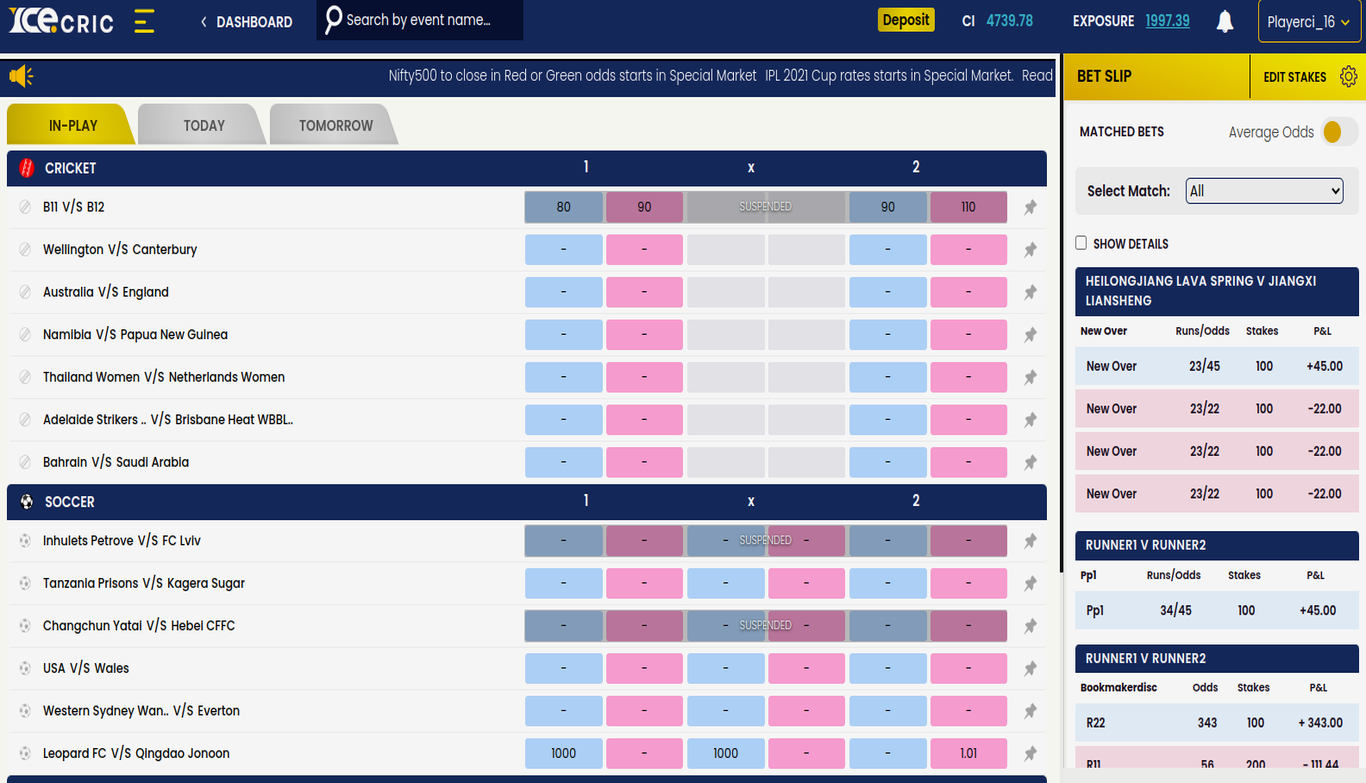 ICE.CRIC
DASHBOARD
Search by event name...
Deposit
CI 4739.78
EXPOSURE 1997.39
Playerci_16
Nifty500 to close in Red or Green odds starts in Special Market IPL 2021 Cup rates starts in Special Market. Read
IN-PLAY TODAY TOMORROW
CRICKET 1 x 2
B11 V/S B12 80 90 SUSPENDED 90 110
Wellington V/S Canterbury - - - -
Australia V/S England - - - -
Namibia V/S Papua New Guinea - - - -
Thailand Women V/S Netherlands Women - - - -
Adelaide Strikers .. V/S Brisbane Heat WBBL.. - - - -
Bahrain V/S Saudi Arabia - - - -
SOCCER 1 x 2
Inhulets Petrove V/S FC Lviv - - - SUSPENDED - - -
Tanzania Prisons V/S Kagera Sugar - - - - - -
Changchun Yatai V/S Hebei CFFC - - - SUSPENDED - - -
USA V/S Wales - - - - - -
Western Sydney Wan.. V/S Everton - - - - - -
Leopard FC V/S Qingdao Jonoon 1000 - 1000 - - 1.01
BET SLIP EDIT STAKES
MATCHED BETS Average Odds
Select Match: All
SHOW DETAILS
HEILONGJIANG LAVA SPRING V JIANGXI
LIANSHENG
New Over Runs/Odds Stakes P&L
New Over 23/45 100 +45.00
New Over 23/22 100 -22.00
New Over 23/22 100 -22.00
New Over 23/22 100 -22.00
RUNNER1 V RUNNER2
Pp1 Runs/Odds Stakes P&L
Pp1 34/45 100 +45.00
RUNNER1 V RUNNER2
Bookmakerdisc Odds Stakes P&L
R22 343 100 + 343.00
R11 56 200 - 111.44